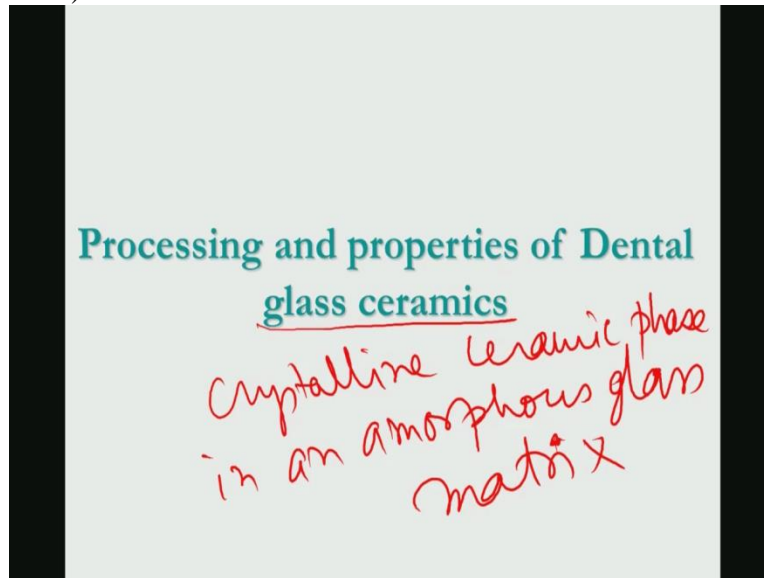 Processing and properties of Dental
glass ceramics
Crystalline ceramic phase
in an amorphous glass
matrix